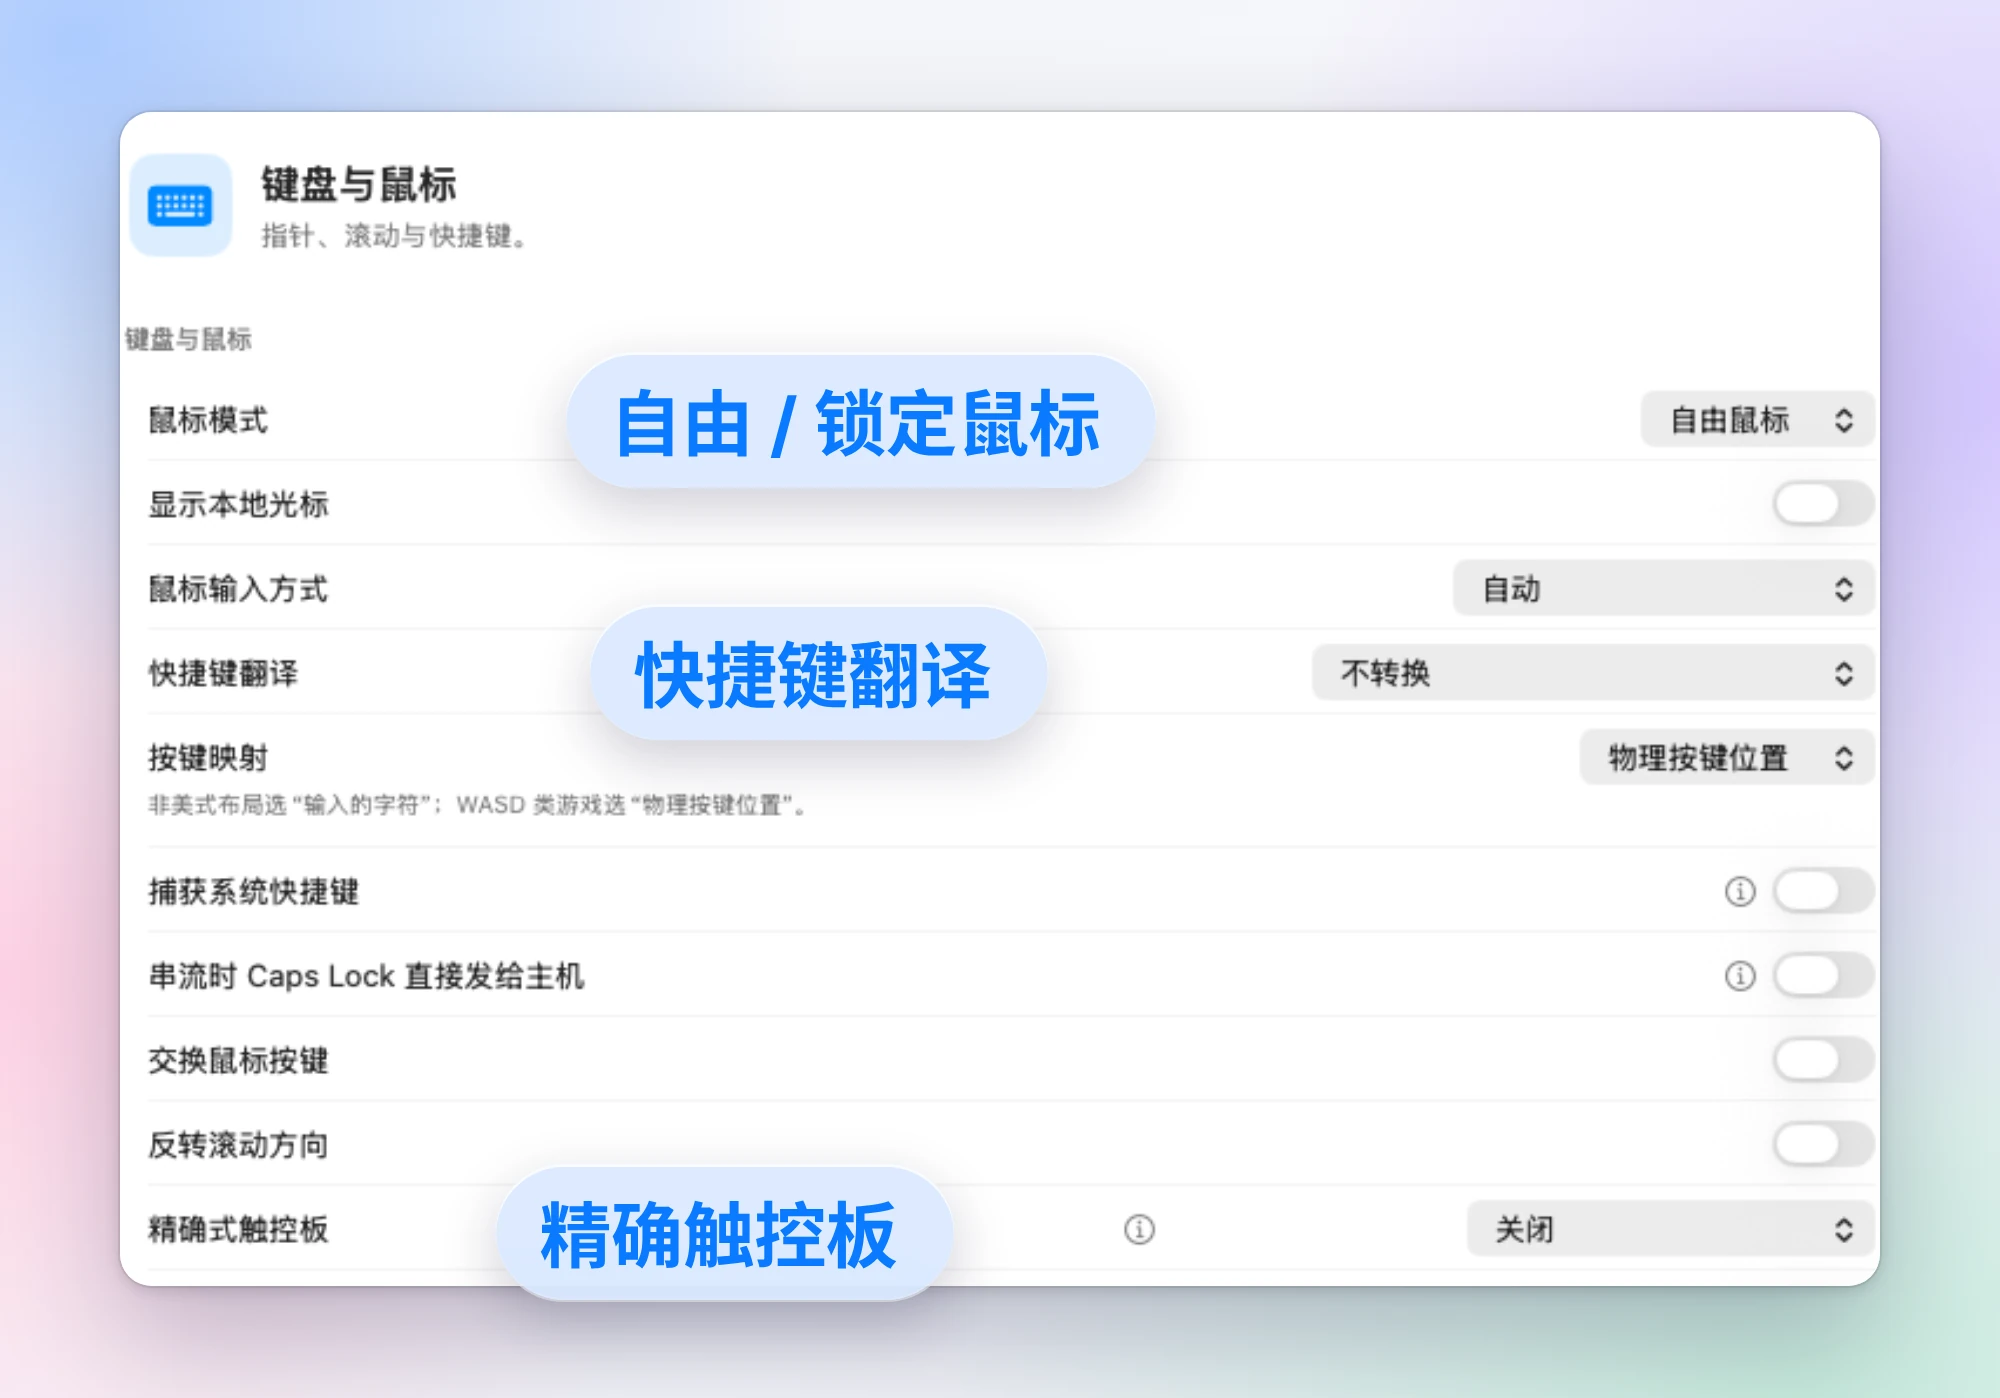 键盘与鼠标
指针、滚动与快捷键。
键盘与鼠标
自由 / 锁定鼠标
鼠标模式
自由鼠标
显示本地光标
鼠标输入方式
自动
快捷键翻译
快捷键翻译
不转换
按键映射
物理按键位置
非美式布局选“输入的字符”；WASD 类游戏选“物理按键位置”。
捕获系统快捷键
串流时 Caps Lock 直接发给主机
交换鼠标按键
反转滚动方向
精确式触控板
精确触控板
关闭